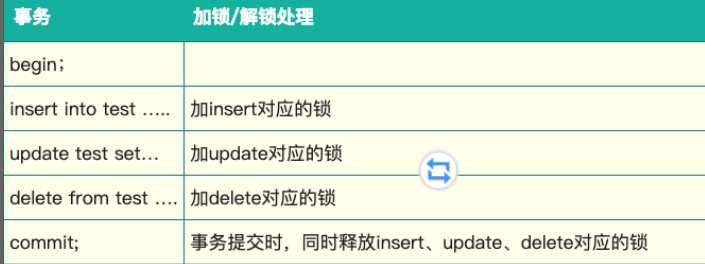 事务 加锁/解锁处理
begin；
insert into test ..... 加insert对应的锁
update test set... 加update对应的锁
delete from test .... 加delete对应的锁
commit; 事务提交时，同时释放insert、update、delete对应的锁